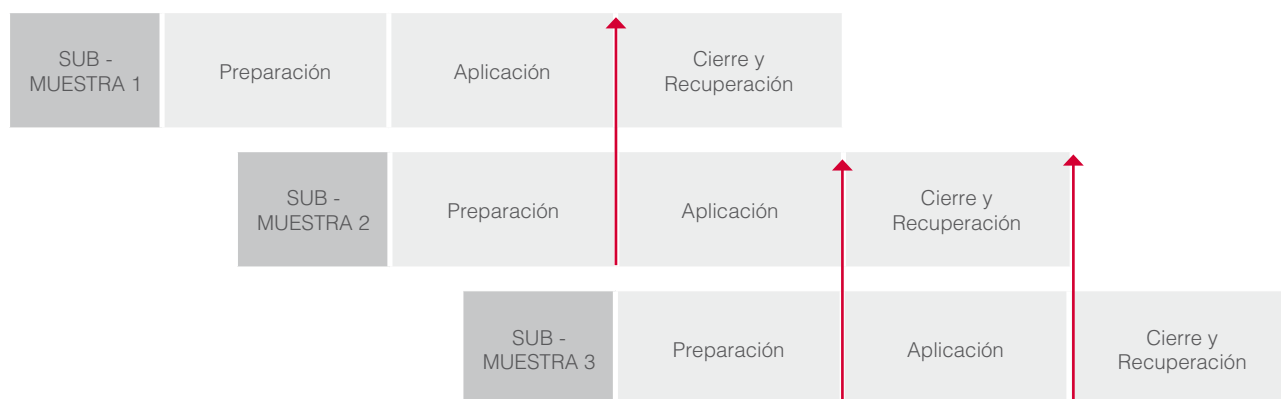 SUB -
MUESTRA 1
Preparación
Aplicación
Cierre y
Recuperación
SUB -
MUESTRA 2
Preparación
Aplicación
Cierre y
Recuperación
SUB -
MUESTRA 3
Preparación
Aplicación
Cierre y
Recuperación